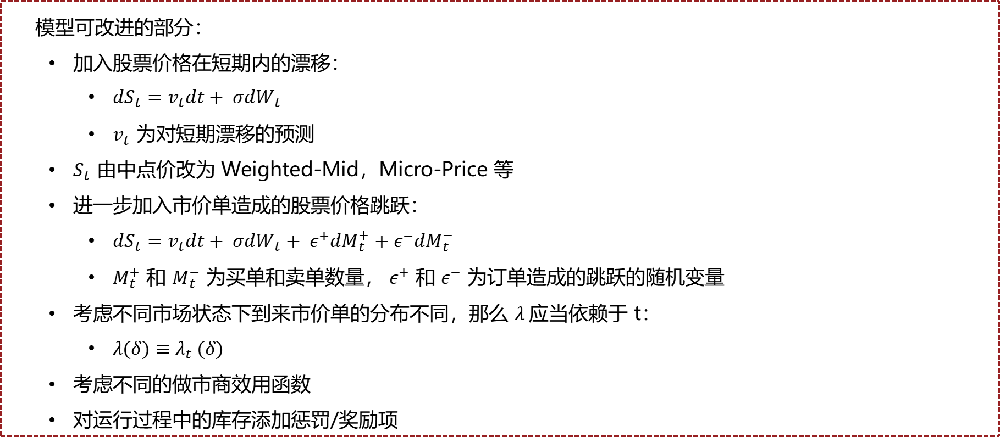 模型可改进的部分：
• 加入股票价格在短期内的漂移：
• $dS_t = v_t dt + \sigma dW_t$
• $v_t$ 为对短期漂移的预测
• $S_t$ 由中点价改为 Weighted-Mid，Micro-Price 等
• 进一步加入市价单造成的股票价格跳跃：
• $dS_t = v_t dt + \sigma dW_t + \epsilon^+ dM_t^+ + \epsilon^- dM_t^-$
• $M_t^+$ 和 $M_t^-$ 为买单和卖单数量， $\epsilon^+$ 和 $\epsilon^-$ 为订单造成的跳跃的随机变量
• 考虑不同市场状态下到来市价单的分布不同，那么 $\lambda$ 应当依赖于 t：
• $\lambda(\delta) \equiv \lambda_t (\delta)$
• 考虑不同的做市商效用函数
• 对运行过程中的库存添加惩罚/奖励项